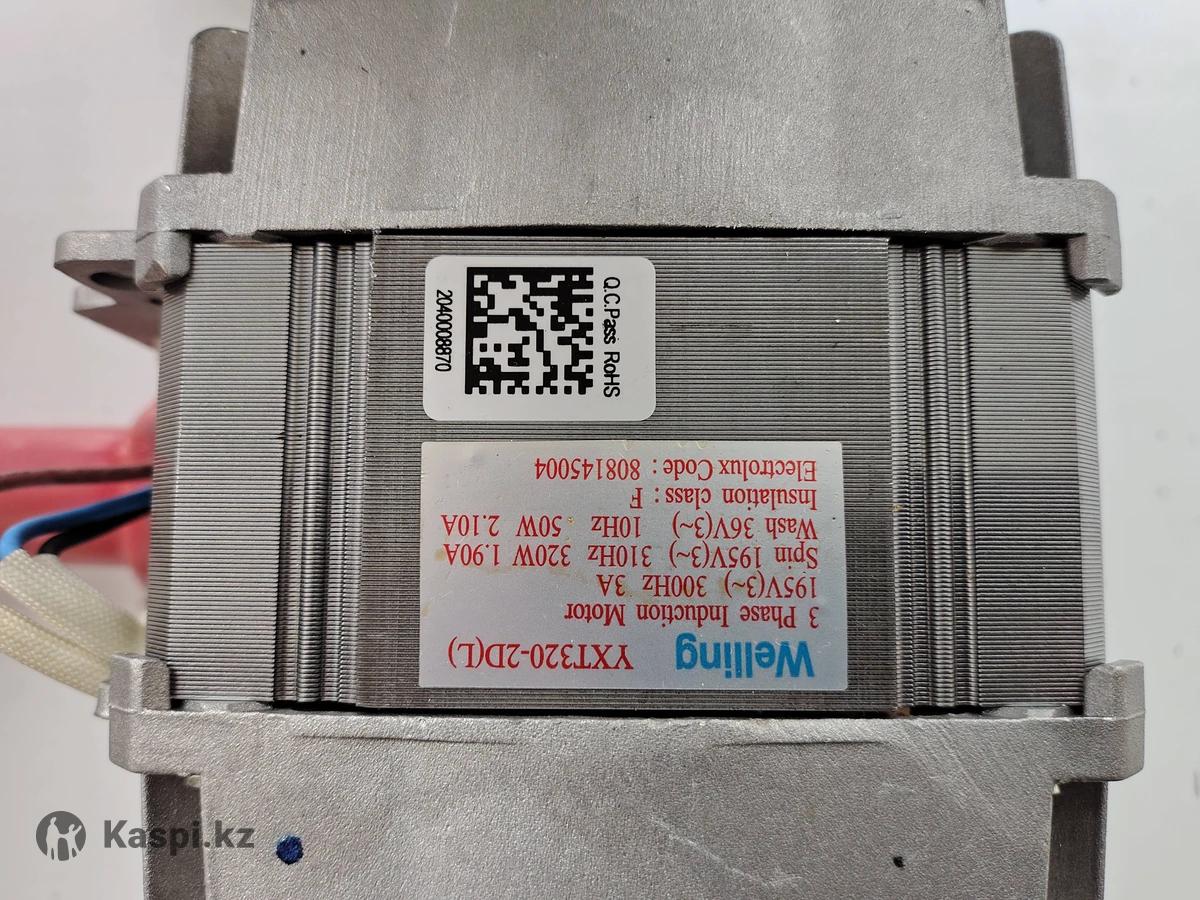 Q.C.Pass RoHS
2040008870
Welling YXT320-2D(L)
3 Phase Induction Motor
195V(3~) 300Hz 3A
Spin 195V(3~) 310Hz 320W 1.90A
Wash 36V(3~) 10Hz 50W 2.10A
Insulation class : F
Electrolux Code : 808145004
Kaspi.kz